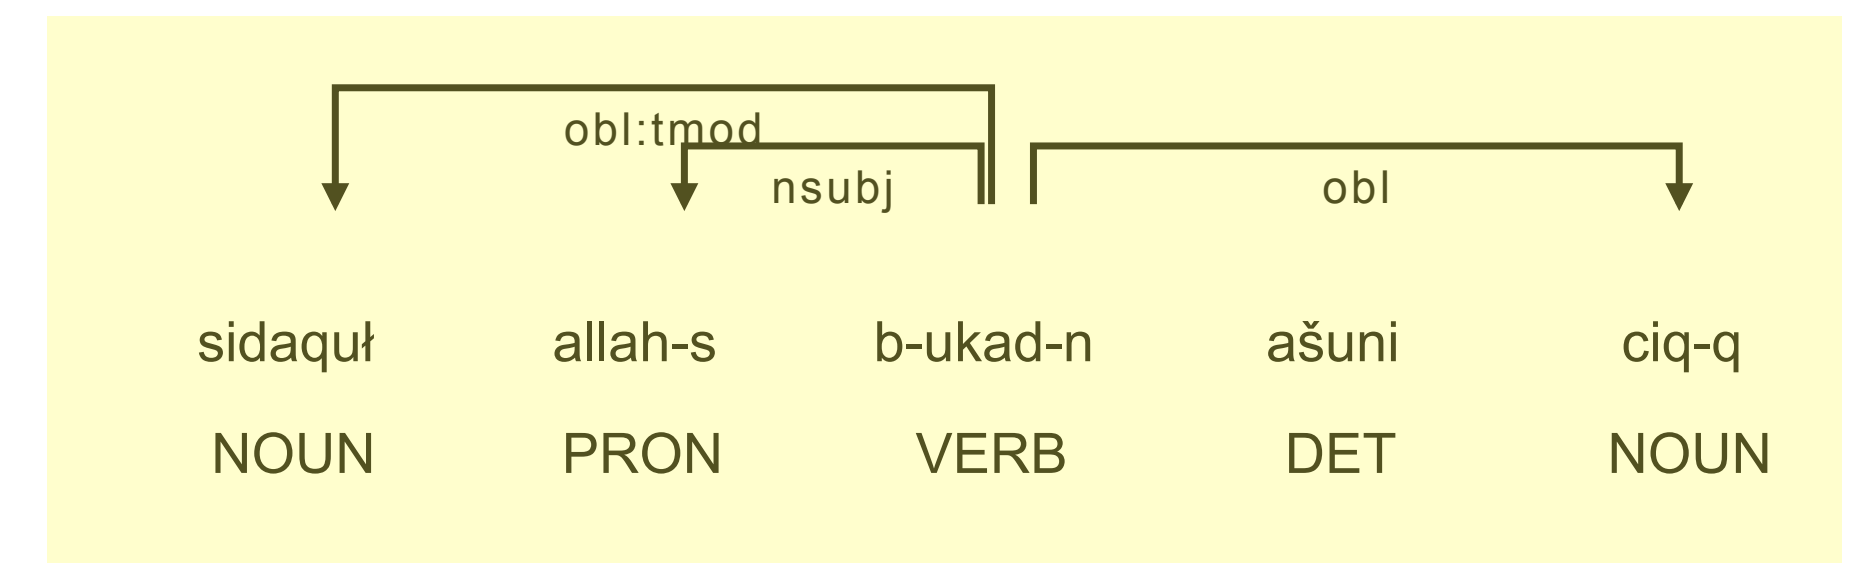 obl:tmod
nsubj obl
sidaquł allah-s b-ukad-n ašuni ciq-q
NOUN PRON VERB DET NOUN